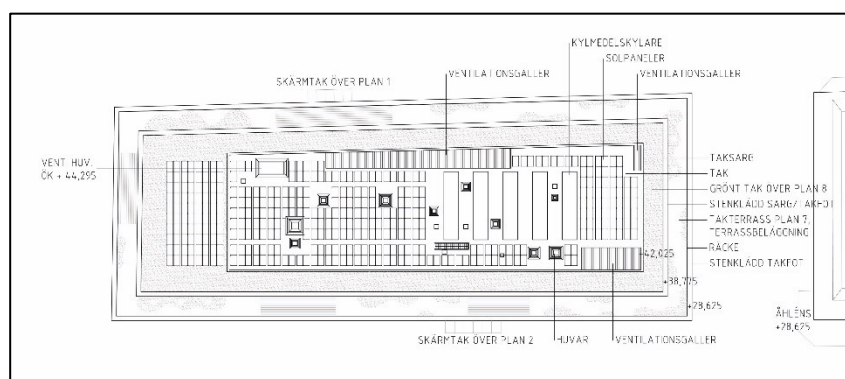 KYLMEDELSKYLARE
SOLPANELER
VENTILATIONSGALLER
VENTILATIONSGALLER
SKÄRMTAK ÖVER PLAN 1
VENT. HUV.
ÖK + 44,295
TAKSARG
TAK
GRÖNT TAK ÖVER PLAN 8
STENKLÄDD SARG/TAKFOT
TAKTERRASS PLAN 7,
TERRASSBELÄGGNING
RÄCKE
STENKLÄDD TAKFOT
+42,025
+38,775
+28,625
ÅHLÉNS
+28,625
SKÄRMTAK ÖVER PLAN 2
HUVAR
VENTILATIONSGALLER